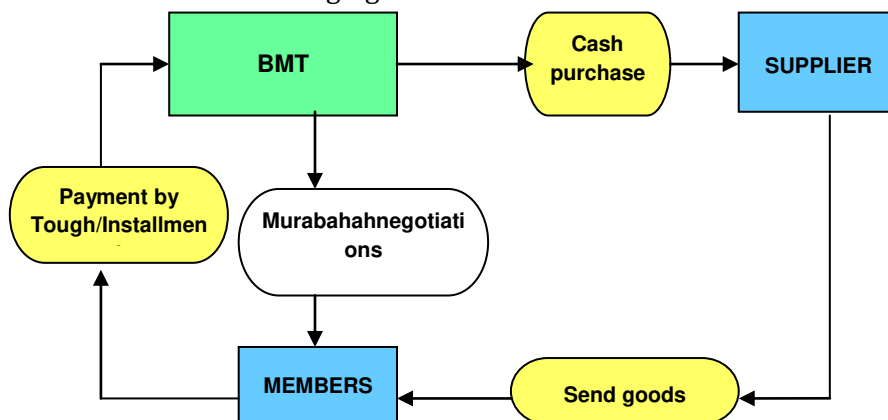 BMT
Cash
purchase
SUPPLIER
Payment by
Tough/Installmen
Murabahahnegotiati
ons
MEMBERS
Send goods